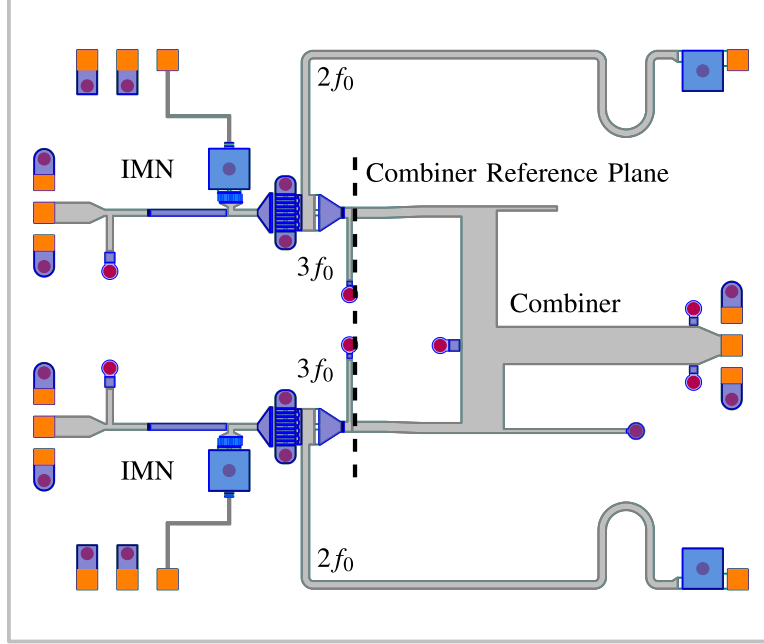 2f₀
IMN
Combiner Reference Plane
3f₀
Combiner
3f₀
IMN
2f₀